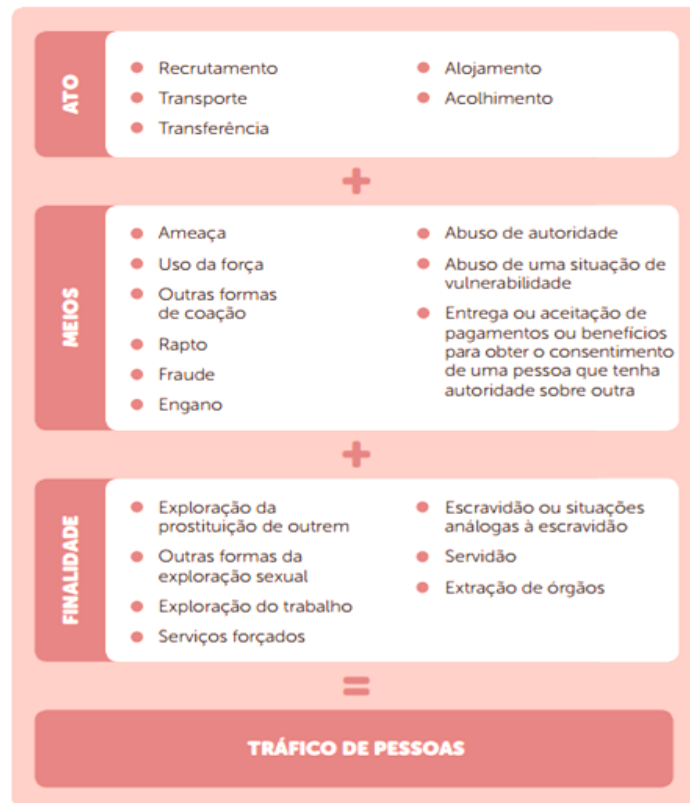 ATO
Recrutamento
Transporte
Transferência
Alojamento
Acolhimento
+
MEIOS
Ameaça
Uso da força
Outras formas
de coação
Rapto
Fraude
Engano
Abuso de autoridade
Abuso de uma situação de
vulnerabilidade
Entrega ou aceitação de
pagamentos ou benefícios
para obter o consentimento
de uma pessoa que tenha
autoridade sobre outra
+
FINALIDADE
Exploração da
prostituição de outrem
Outras formas da
exploração sexual
Exploração do trabalho
Serviços forçados
Escravidão ou situações
análogas à escravidão
Servidão
Extração de órgãos
=
TRÁFICO DE PESSOAS